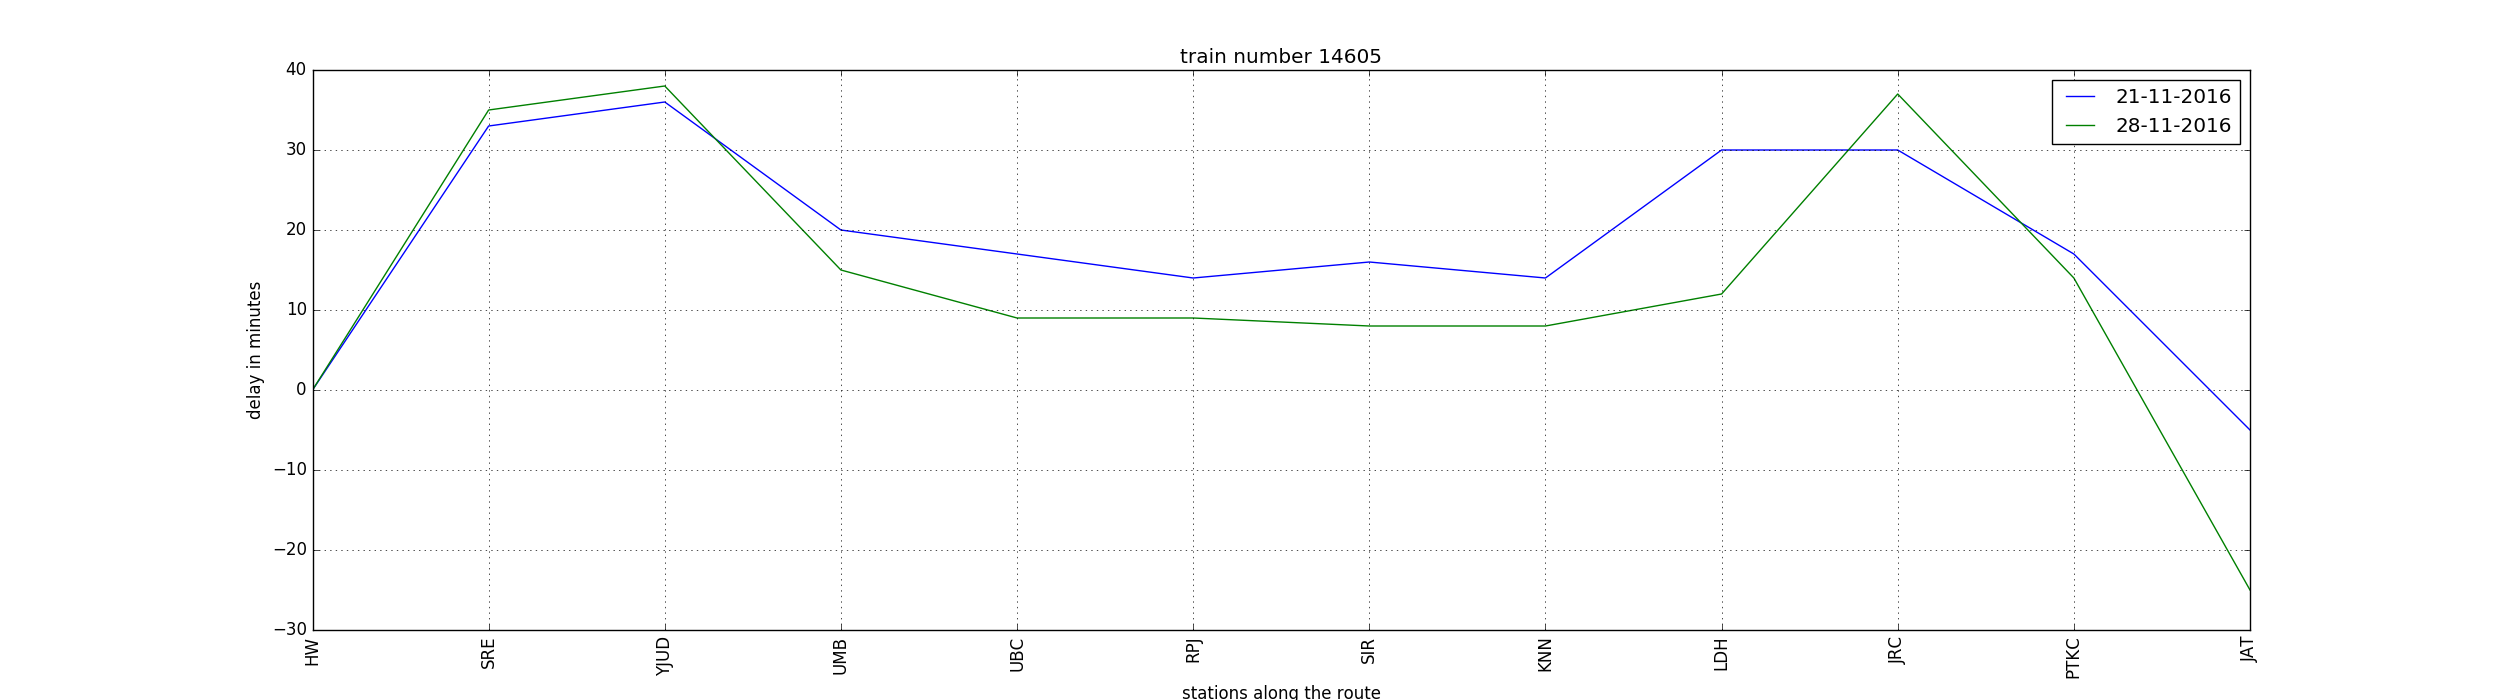 train number 14605
40
30
20
10
0
−10
−20
−30
delay in minutes
21-11-2016
28-11-2016
HW
SRE
YJUD
UMB
UBC
RPJ
SIR
KNN
LDH
JRC
PTKC
JAT
stations along the route